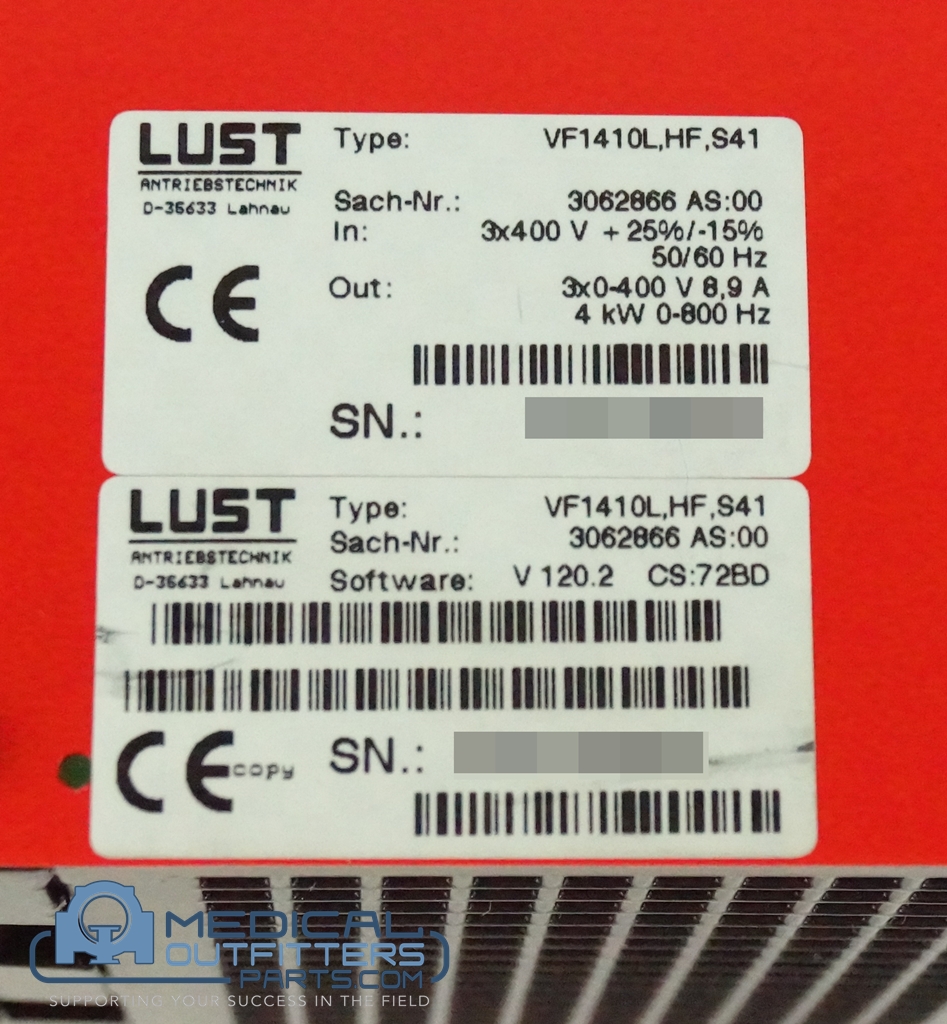 LUST
ANTRIEBSTECHNIK
D-35633 Lahnau
Type: VF1410L,HF,S41
Sach-Nr.: 3062866 AS:00
In: 3x400 V + 25%/-15%
50/60 Hz
Out: 3x0-400 V 8,9 A
4 kW 0-800 Hz
CE
SN.:
LUST
ANTRIEBSTECHNIK
D-35633 Lahnau
Type: VF1410L,HF,S41
Sach-Nr.: 3062866 AS:00
Software: V 120.2 CS:72BD
CE copy
SN.:
MEDICAL
OUTFITTERS
PARTS.COM
SUPPORTING YOUR SUCCESS IN THE FIELD